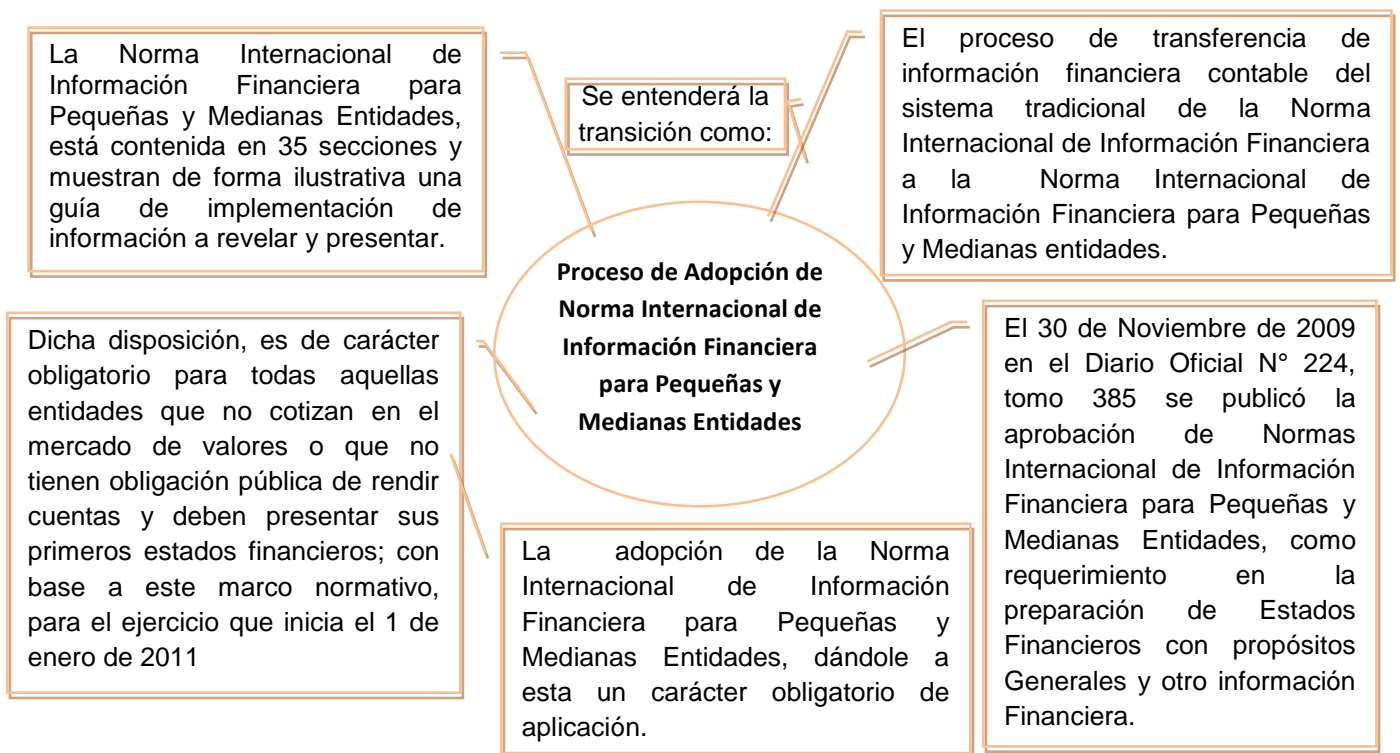 La Norma Internacional de
Información Financiera para
Pequeñas y Medianas Entidades,
está contenida en 35 secciones y
muestran de forma ilustrativa una
guía de implementación de
información a revelar y presentar.
Se entenderá la
transición como:
El proceso de transferencia de
información financiera contable del
sistema tradicional de la Norma
Internacional de Información Financiera
a la Norma Internacional de
Información Financiera para Pequeñas
y Medianas entidades.
Proceso de Adopción de
Norma Internacional de
Información Financiera
para Pequeñas y
Medianas Entidades
Dicha disposición, es de carácter
obligatorio para todas aquellas
entidades que no cotizan en el
mercado de valores o que no
tienen obligación pública de rendir
cuentas y deben presentar sus
primeros estados financieros; con
base a este marco normativo,
para el ejercicio que inicia el 1 de
enero de 2011
La adopción de la Norma
Internacional de Información
Financiera para Pequeñas y
Medianas Entidades, dándole a
esta un carácter obligatorio de
aplicación.
El 30 de Noviembre de 2009
en el Diario Oficial N° 224,
tomo 385 se publicó la
aprobación de Normas
Internacional de Información
Financiera para Pequeñas y
Medianas Entidades, como
requerimiento en la
preparación de Estados
Financieros con propósitos
Generales y otro información
Financiera.